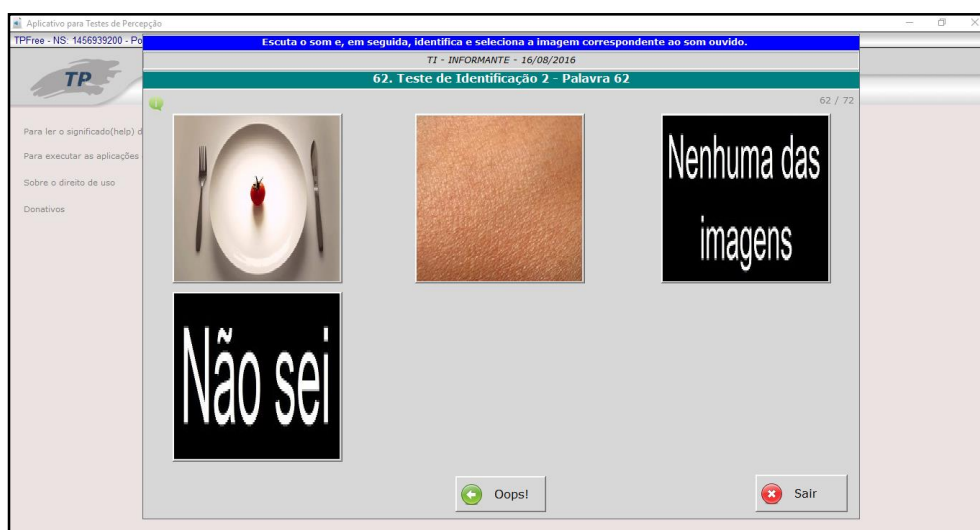 Aplicativo para Testes de Percepção
TPFree - NS: 1456939200 - Po
Escuta o som e, em seguida, identifica e seleciona a imagem correspondente ao som ouvido.
TI - INFORMANTE - 16/08/2016
TP
62. Teste de Identificação 2 - Palavra 62
62 / 72
Para ler o significado(help) d
Para executar as aplicações
Sobre o direito de uso
Donativos
Nenhuma das
imagens
Não sei
Oops!
Sair